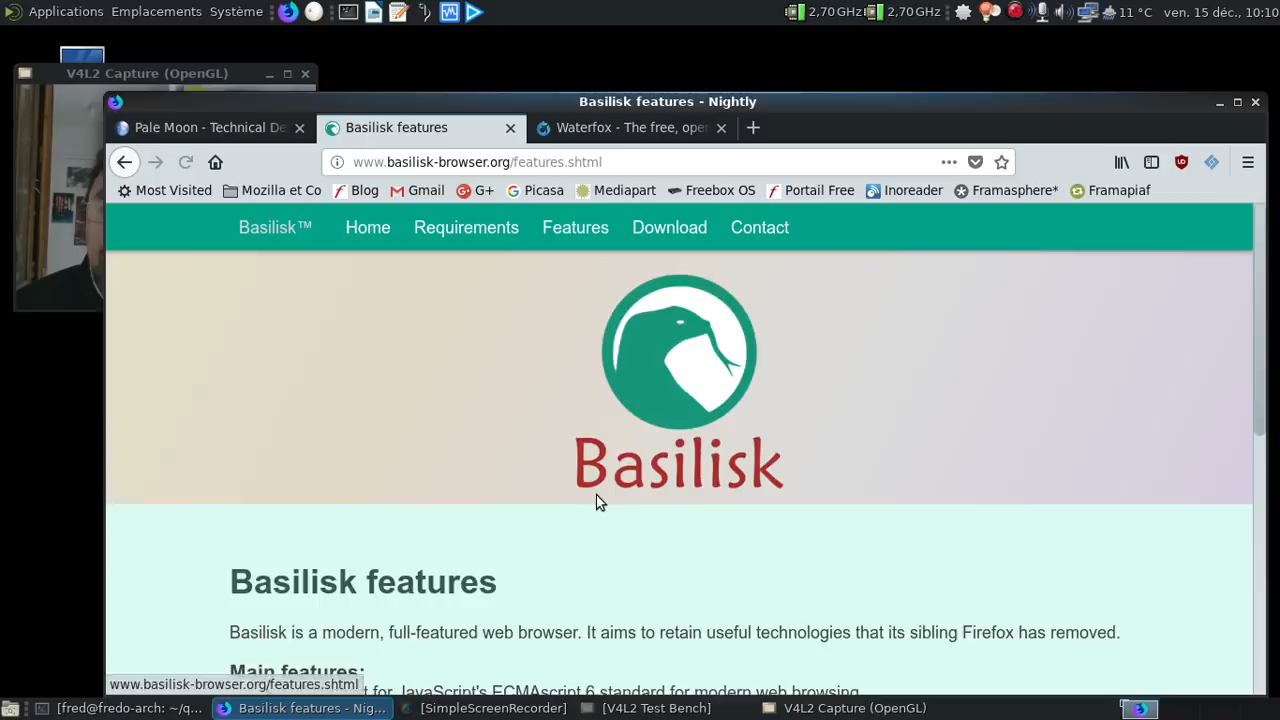 Applications Emplacements Système 2,70 GHz 2,70 GHz 11 °C ven. 15 déc., 10:10
V4L2 Capture (OpenGL)
Basilisk features - Nightly
Pale Moon - Technical De
Basilisk features
Waterfox - The free, ope
www.basilisk-browser.org/features.shtml
Most Visited Mozilla et Co Blog Gmail G+ Picasa Mediapart Freebox OS Portail Free Inoreader Framasphere* Framapiaf
Basilisk™ Home Requirements Features Download Contact
Basilisk
Basilisk features
Basilisk is a modern, full-featured web browser. It aims to retain useful technologies that its sibling Firefox has removed.
Main features:
www.basilisk-browser.org/features.shtml
t for JavaScript's ECMAscript 6 standard for modern web browsing
[fred@fredo-arch: ~/q... Basilisk features - Nig... [SimpleScreenRecorder] [V4L2 Test Bench] V4L2 Capture (OpenGL)